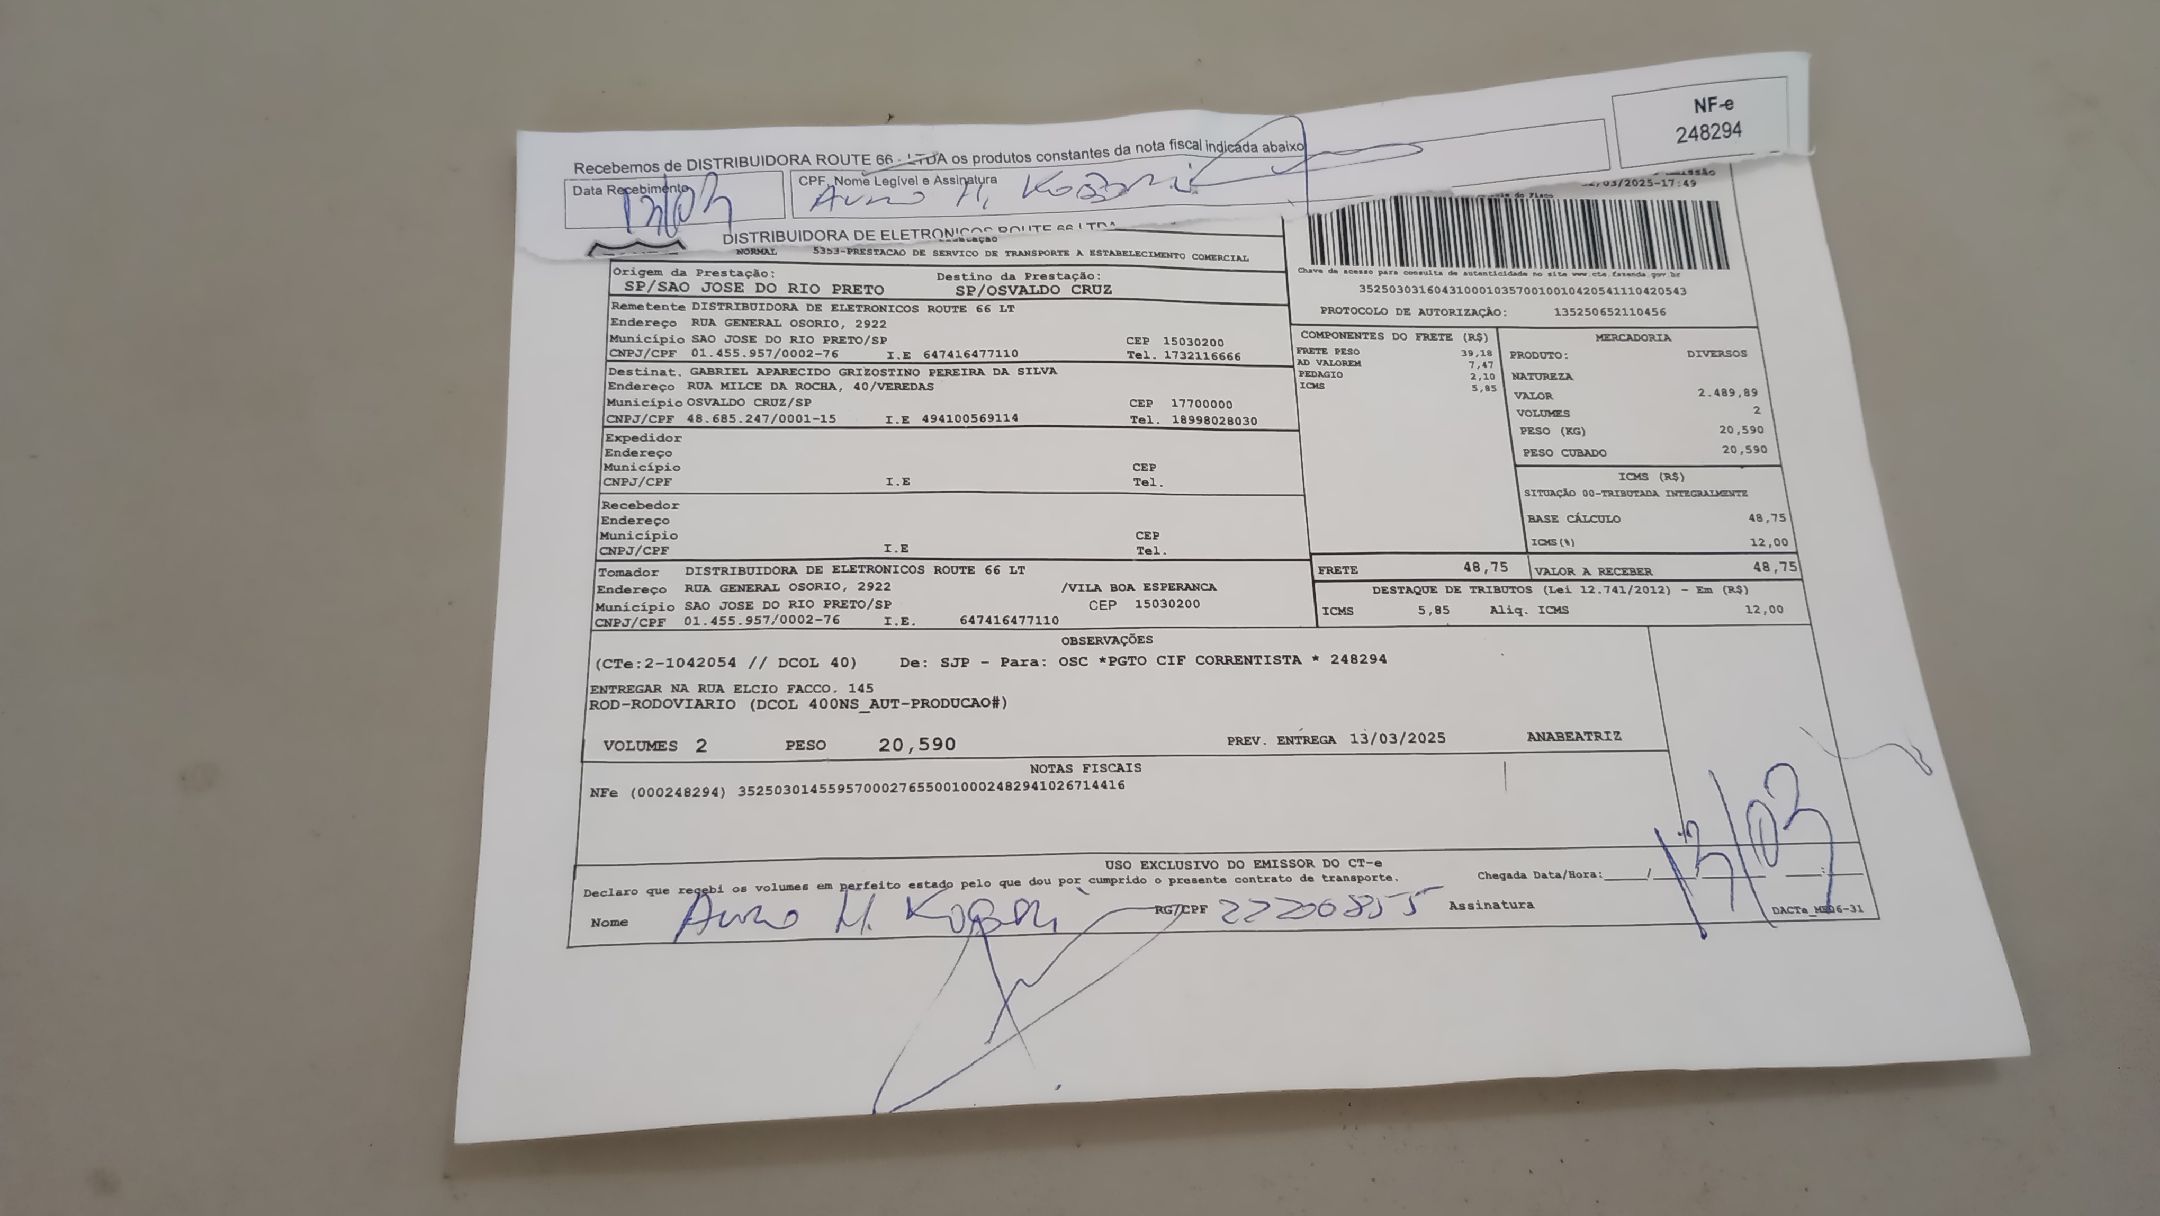 NF-e
248294
Recebemos de DISTRIBUIDORA ROUTE 66 - LTDA os produtos constantes da nota fiscal indicada abaixo
Data Recebimento
CPF, Nome Legível e Assinatura
13/03
DISTRIBUIDORA DE ELETRONICOS ROUTE 66 LTDA
/03/2025-17:49
NORMAL 5353-PRESTACAO DE SERVICO DE TRANSPORTE A ESTABELECIMENTO COMERCIAL
Chave de acesso para consulta de autenticidade no site www.cte.fazenda.gov.br
35250303160431000103570010010420541110420543
PROTOCOLO DE AUTORIZAÇÃO: 135250652110456
Origem da Prestação: Destino da Prestação:
SP/SAO JOSE DO RIO PRETO SP/OSVALDO CRUZ
Remetente DISTRIBUIDORA DE ELETRONICOS ROUTE 66 LT
Endereço RUA GENERAL OSORIO, 2922
Município SAO JOSE DO RIO PRETO/SP CEP 15030200
CNPJ/CPF 01.455.957/0002-76 I.E 647416477110 Tel. 1732116666
Destinat. GABRIEL APARECIDO GRIZOSTINO PEREIRA DA SILVA
Endereço RUA MILCE DA ROCHA, 40/VEREDAS
Município OSVALDO CRUZ/SP CEP 17700000
CNPJ/CPF 48.685.247/0001-15 I.E 494100569114 Tel. 18998028030
Expedidor
Endereço
Município CEP
CNPJ/CPF I.E Tel.
Recebedor
Endereço
Município CEP
CNPJ/CPF I.E Tel.
Tomador DISTRIBUIDORA DE ELETRONICOS ROUTE 66 LT
Endereço RUA GENERAL OSORIO, 2922 /VILA BOA ESPERANCA
Município SAO JOSE DO RIO PRETO/SP CEP 15030200
CNPJ/CPF 01.455.957/0002-76 I.E. 647416477110
COMPONENTES DO FRETE (R$)
FRETE PESO 39,18
AD VALOREM 7,47
PEDAGIO 2,10
ICMS 5,85
MERCADORIA
PRODUTO: DIVERSOS
NATUREZA
VALOR 2.489,89
VOLUMES 2
PESO (KG) 20,590
PESO CUBADO 20,590
ICMS (R$)
SITUAÇÃO 00-TRIBUTADA INTEGRALMENTE
BASE CÁLCULO 48,75
ICMS(%) 12,00
FRETE 48,75 VALOR A RECEBER 48,75
DESTAQUE DE TRIBUTOS (Lei 12.741/2012) - Em (R$)
ICMS 5,85 Aliq. ICMS 12,00
OBSERVAÇÕES
(CTe:2-1042054 // DCOL 40) De: SJP - Para: OSC *PGTO CIF CORRENTISTA * 248294
ENTREGAR NA RUA ELCIO FACCO. 145
ROD-RODOVIARIO (DCOL 400NS_AUT-PRODUCAO#)
VOLUMES 2 PESO 20,590 PREV. ENTREGA 13/03/2025 ANABEATRIZ
NOTAS FISCAIS
NFe (000248294) 35250301455957000276550010002482941026714416
USO EXCLUSIVO DO EMISSOR DO CT-e
Declaro que recebi os volumes em perfeito estado pelo que dou por cumprido o presente contrato de transporte.
Chegada Data/Hora:____/____ 13/03
Nome RG/CPF 222068355 Assinatura
DACTe_MR06-31